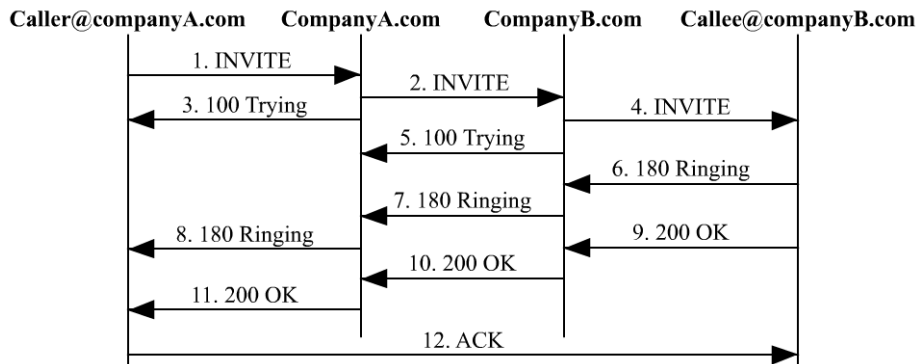 Caller@companyA.com CompanyA.com CompanyB.com Callee@companyB.com
1. INVITE
2. INVITE
3. 100 Trying
4. INVITE
5. 100 Trying
6. 180 Ringing
7. 180 Ringing
8. 180 Ringing
9. 200 OK
10. 200 OK
11. 200 OK
12. ACK